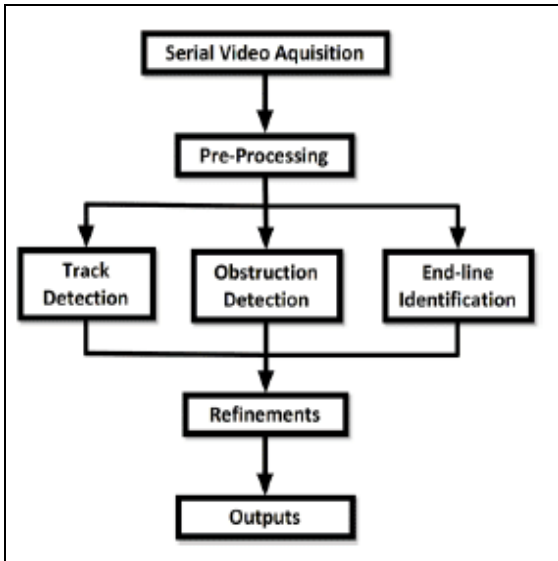 Serial Video Aquisition
Pre-Processing
Track
Detection
Obstruction
Detection
End-line
Identification
Refinements
Outputs